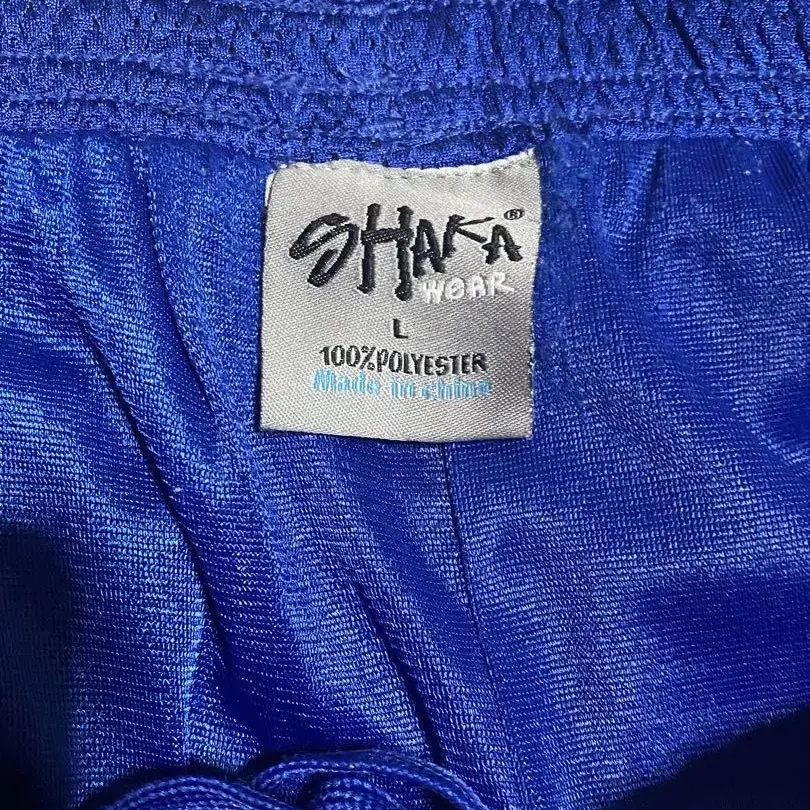 SHAKA®
WEAR
L
100%POLYESTER
Made in china